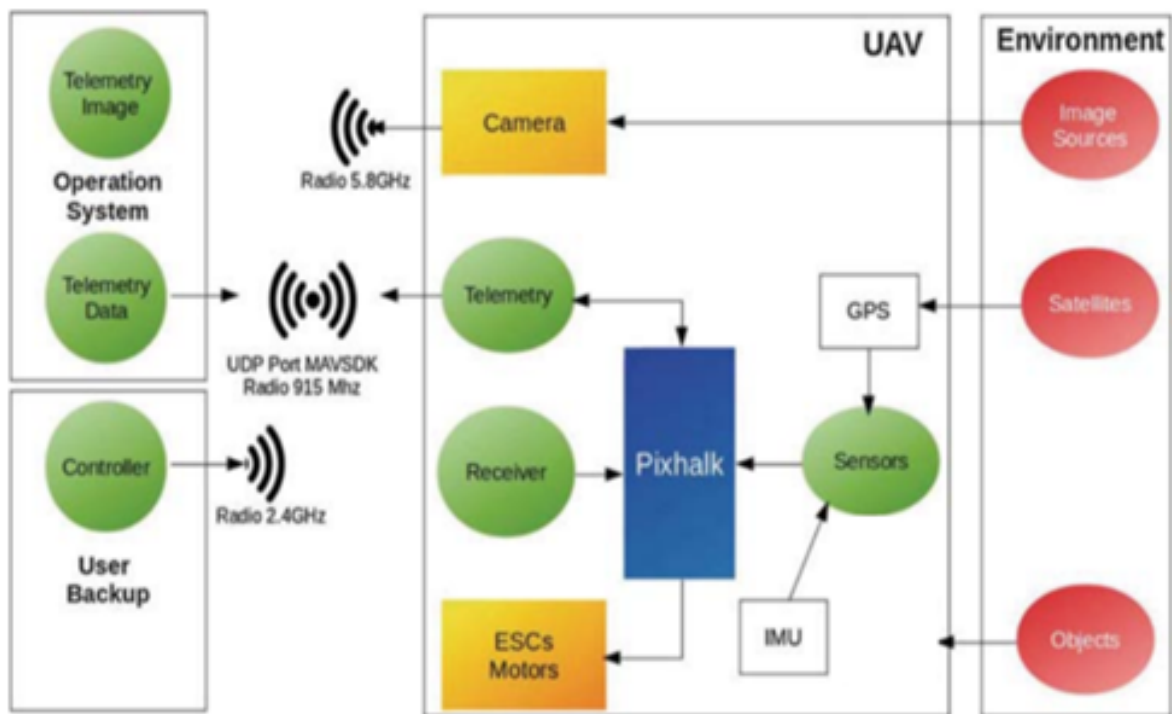 Telemetry
Image
Operation
System
Telemetry
Data
Controller
User
Backup
Radio 5.8GHz
UDP Port MAVSDK
Radio 915 Mhz
Radio 2.4GHz
UAV
Camera
Telemetry
GPS
Receiver
Pixhalk
Sensors
ESCs
Motors
IMU
Environment
Image
Sources
Satellites
Objects